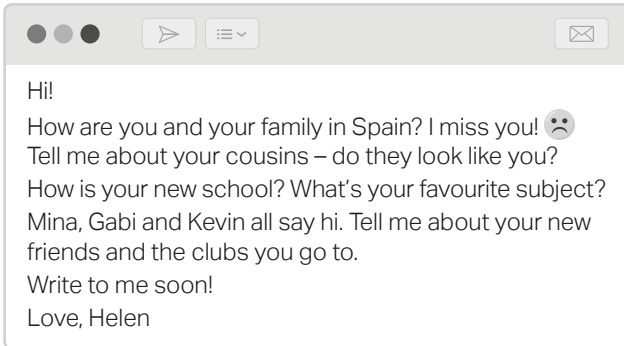 Hi!
How are you and your family in Spain? I miss you!
Tell me about your cousins – do they look like you?
How is your new school? What's your favourite subject?
Mina, Gabi and Kevin all say hi. Tell me about your new
friends and the clubs you go to.
Write to me soon!
Love, Helen